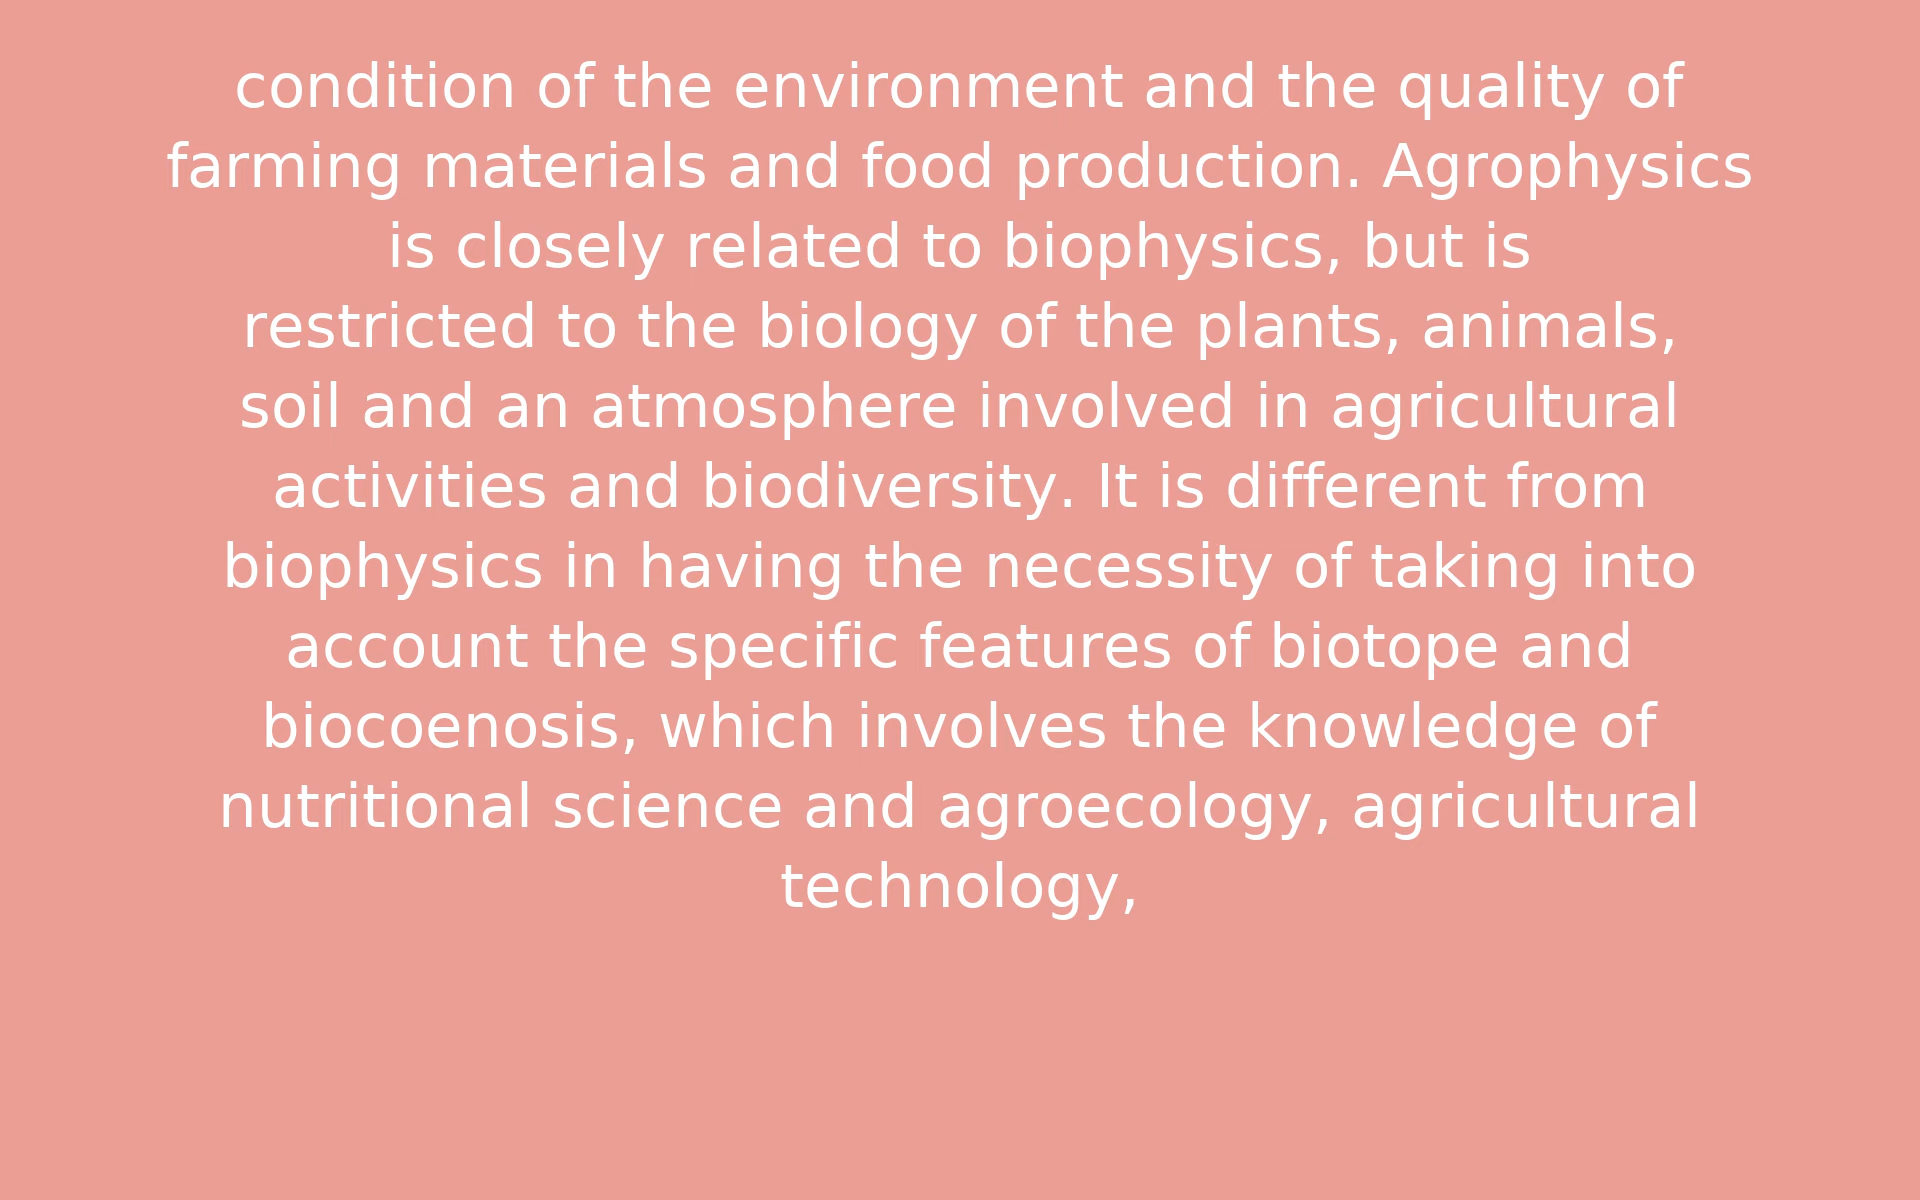 condition of the environment and the quality of
farming materials and food production. Agrophysics
is closely related to biophysics, but is
restricted to the biology of the plants, animals,
soil and an atmosphere involved in agricultural
activities and biodiversity. It is different from
biophysics in having the necessity of taking into
account the specific features of biotope and
biocoenosis, which involves the knowledge of
nutritional science and agroecology, agricultural
technology,